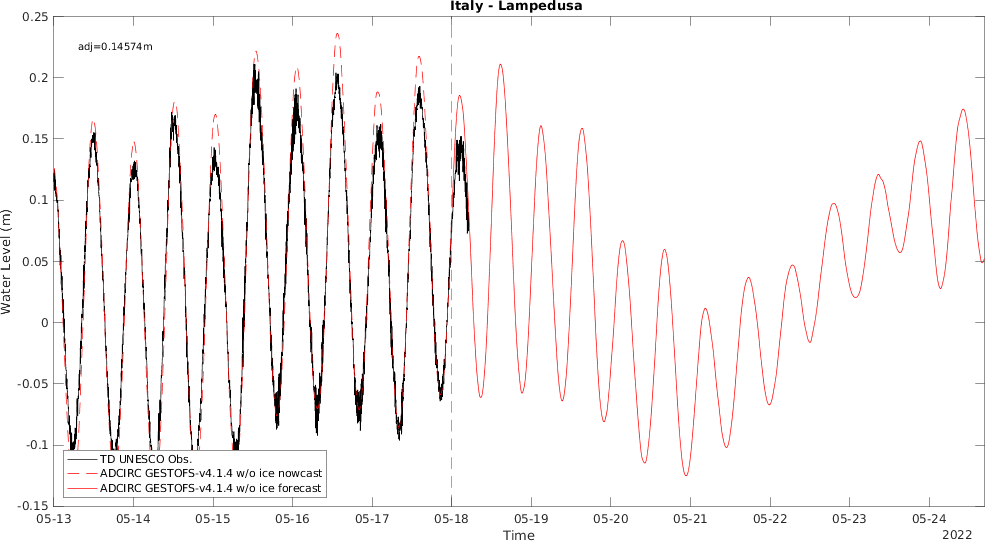 Italy - Lampedusa
0.25
adj=0.14574m
0.2
0.15
0.1
0.05
0
-0.05
-0.1
-0.15
Water Level (m)
TD UNESCO Obs.
ADCIRC GESTOFS-v4.1.4 w/o ice nowcast
ADCIRC GESTOFS-v4.1.4 w/o ice forecast
05-13 05-14 05-15 05-16 05-17 05-18 05-19 05-20 05-21 05-22 05-23 05-24
Time
2022